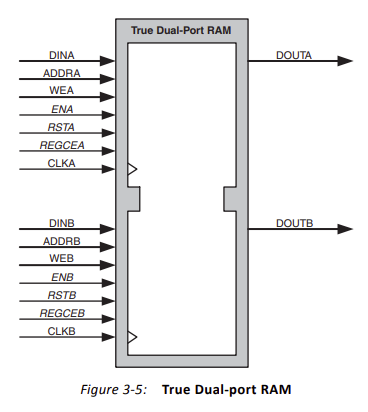 True Dual-Port RAM
DINA
DOUTA
ADDRA
WEA
ENA
RSTA
REGCEA
CLKA
DINB
DOUTB
ADDRB
WEB
ENB
RSTB
REGCEB
CLKB
Figure 3-5: True Dual-port RAM